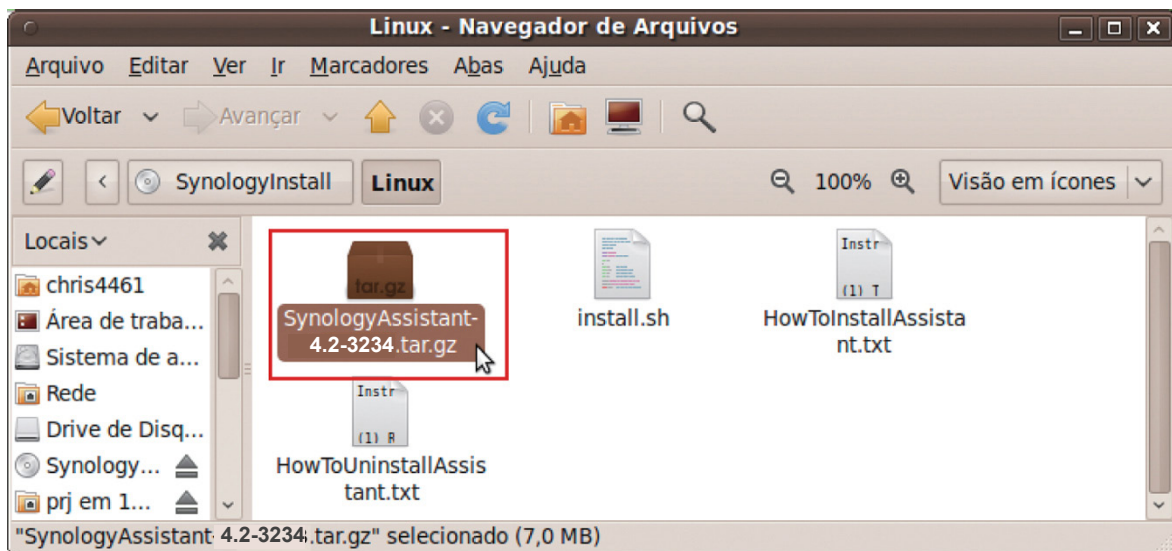 Linux - Navegador de Arquivos
Arquivo Editar Ver Ir Marcadores Abas Ajuda
Voltar Avançar
SynologyInstall Linux 100% Visão em ícones
Locais
chris4461
Área de traba...
Sistema de a...
Rede
Drive de Disq...
Synology...
prj em 1...
tar.gz
SynologyAssistant-
4.2-3234.tar.gz
install.sh
Instr
(1) T
HowToInstallAssista
nt.txt
Instr
(1) R
HowToUninstallAssis
tant.txt
"SynologyAssistant-4.2-3234.tar.gz" selecionado (7,0 MB)